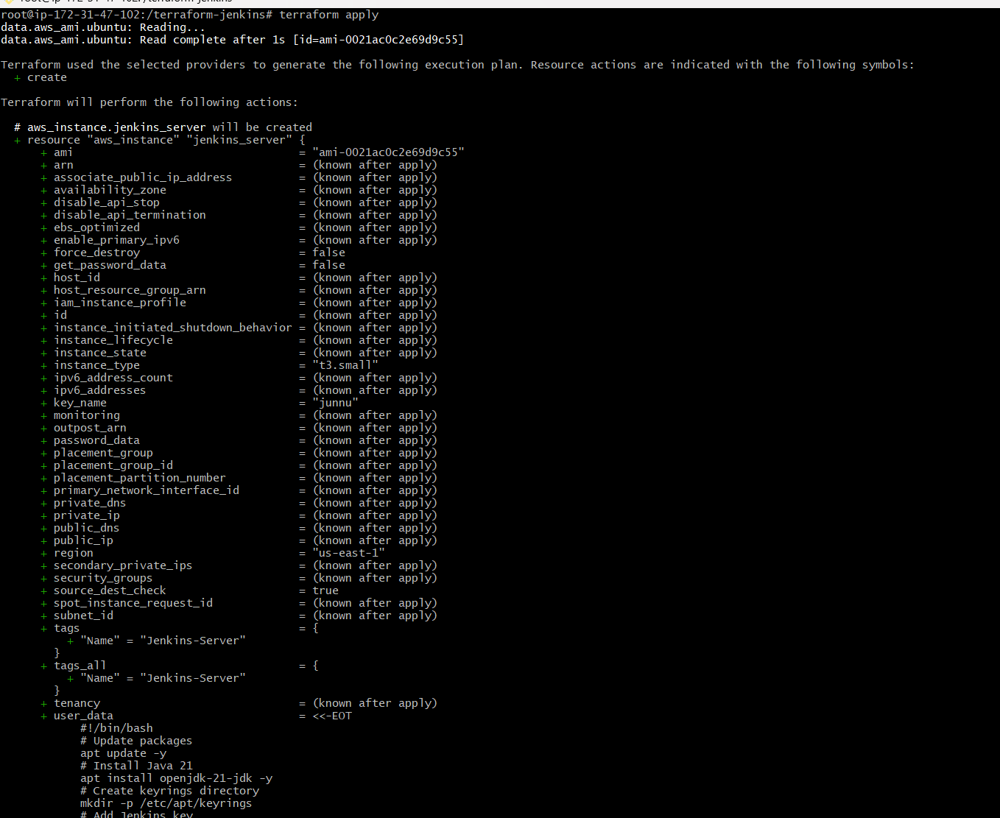 root@ip-172-31-47-102:/terraform-jenkins
root@ip-172-31-47-102:/terraform-jenkins# terraform apply
data.aws_ami.ubuntu: Reading...
data.aws_ami.ubuntu: Read complete after 1s [id=ami-0021ac0c2e69d9c55]
Terraform used the selected providers to generate the following execution plan. Resource actions are indicated with the following symbols:
+ create
Terraform will perform the following actions:
# aws_instance.jenkins_server will be created
+ resource "aws_instance" "jenkins_server" {
+ ami = "ami-0021ac0c2e69d9c55"
+ arn = (known after apply)
+ associate_public_ip_address = (known after apply)
+ availability_zone = (known after apply)
+ disable_api_stop = (known after apply)
+ disable_api_termination = (known after apply)
+ ebs_optimized = (known after apply)
+ enable_primary_ipv6 = (known after apply)
+ force_destroy = false
+ get_password_data = false
+ host_id = (known after apply)
+ host_resource_group_arn = (known after apply)
+ iam_instance_profile = (known after apply)
+ id = (known after apply)
+ instance_initiated_shutdown_behavior = (known after apply)
+ instance_lifecycle = (known after apply)
+ instance_state = (known after apply)
+ instance_type = "t3.small"
+ ipv6_address_count = (known after apply)
+ ipv6_addresses = (known after apply)
+ key_name = "junnu"
+ monitoring = (known after apply)
+ outpost_arn = (known after apply)
+ password_data = (known after apply)
+ placement_group = (known after apply)
+ placement_group_id = (known after apply)
+ placement_partition_number = (known after apply)
+ primary_network_interface_id = (known after apply)
+ private_dns = (known after apply)
+ private_ip = (known after apply)
+ public_dns = (known after apply)
+ public_ip = (known after apply)
+ region = "us-east-1"
+ secondary_private_ips = (known after apply)
+ security_groups = (known after apply)
+ source_dest_check = true
+ spot_instance_request_id = (known after apply)
+ subnet_id = (known after apply)
+ tags = {
+ "Name" = "Jenkins-Server"
}
+ tags_all = {
+ "Name" = "Jenkins-Server"
}
+ tenancy = (known after apply)
+ user_data = <<-EOT
#!/bin/bash
# Update packages
apt update -y
# Install Java 21
apt install openjdk-21-jdk -y
# Create keyrings directory
mkdir -p /etc/apt/keyrings
# Add Jenkins key